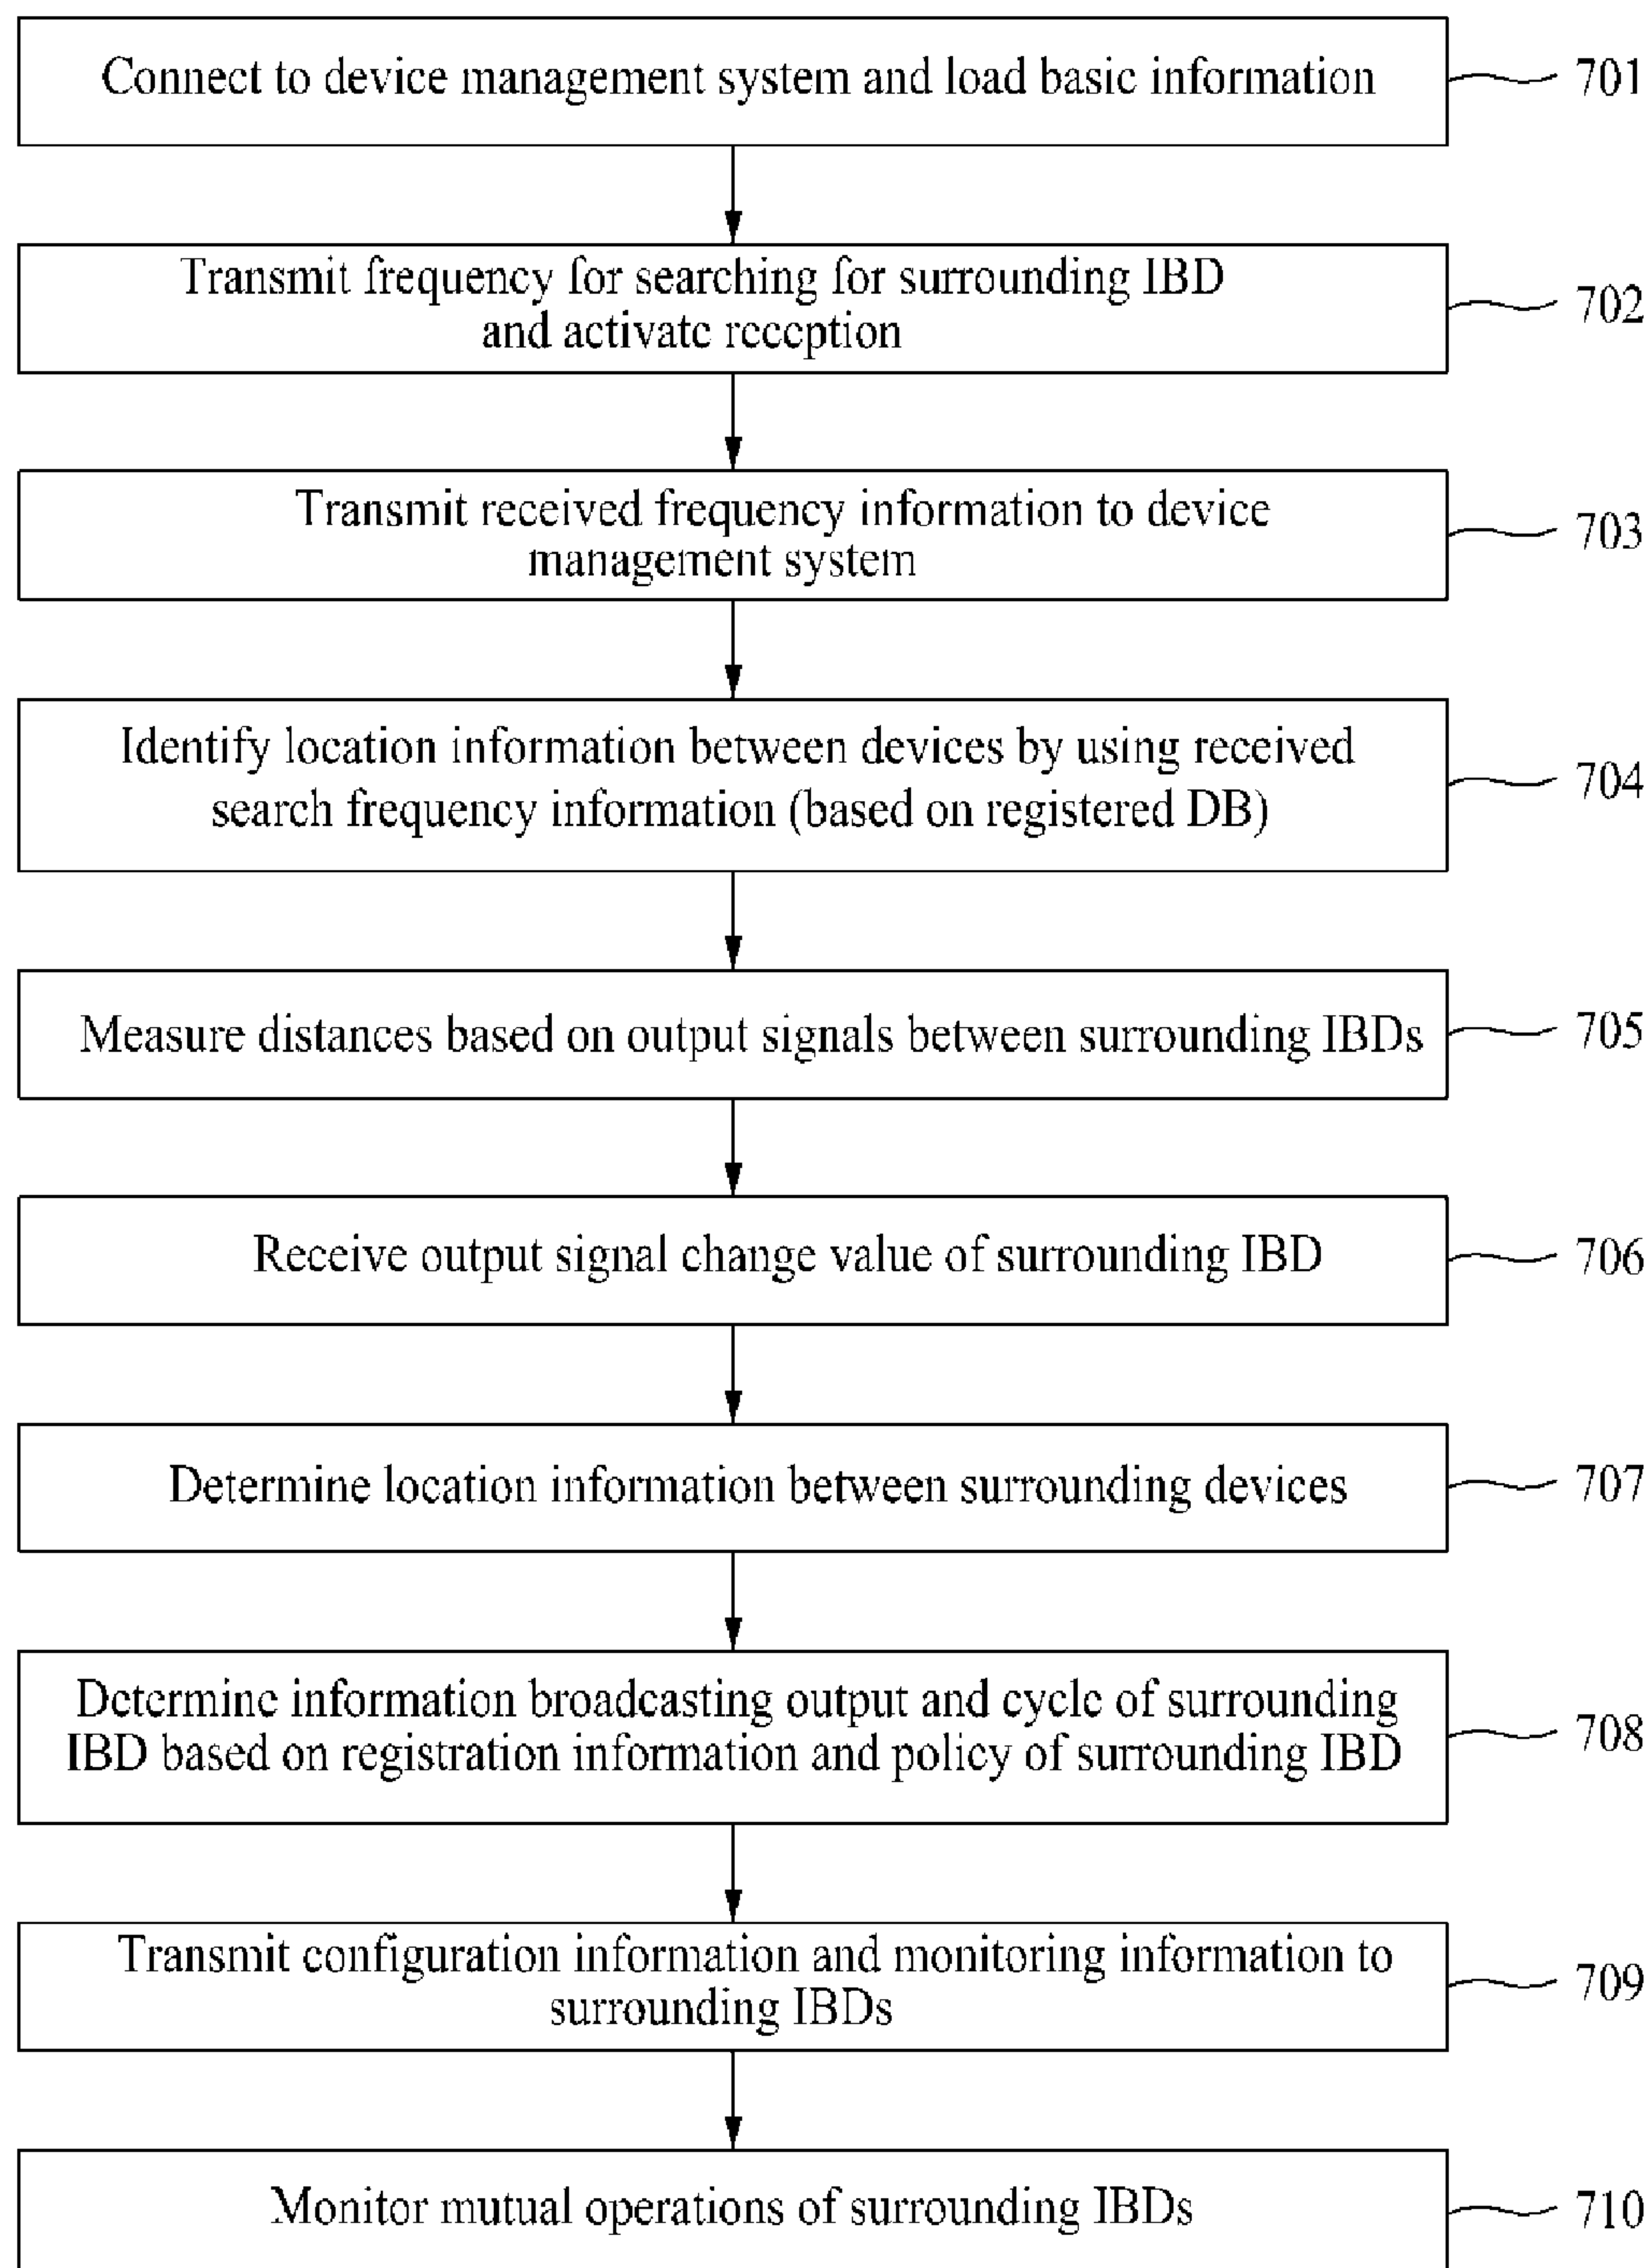 Connect to device management system and load basic information
701
Transmit frequency for searching for surrounding IBD
and activate reception
702
Transmit received frequency information to device
management system
703
Identify location information between devices by using received
search frequency information (based on registered DB)
704
Measure distances based on output signals between surrounding IBDs
705
Receive output signal change value of surrounding IBD
706
Determine location information between surrounding devices
707
Determine information broadcasting output and cycle of surrounding
IBD based on registration information and policy of surrounding IBD
708
Transmit configuration information and monitoring information to
surrounding IBDs
709
Monitor mutual operations of surrounding IBDs
710